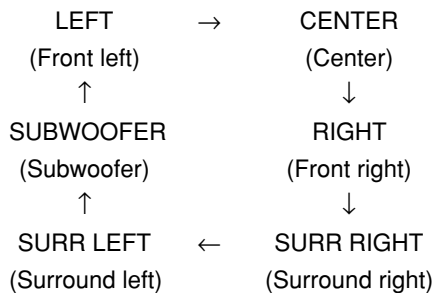 LEFT → CENTER
(Front left) (Center)
↑ ↓
SUBWOOFER RIGHT
(Subwoofer) (Front right)
↑ ↓
SURR LEFT ← SURR RIGHT
(Surround left) (Surround right)